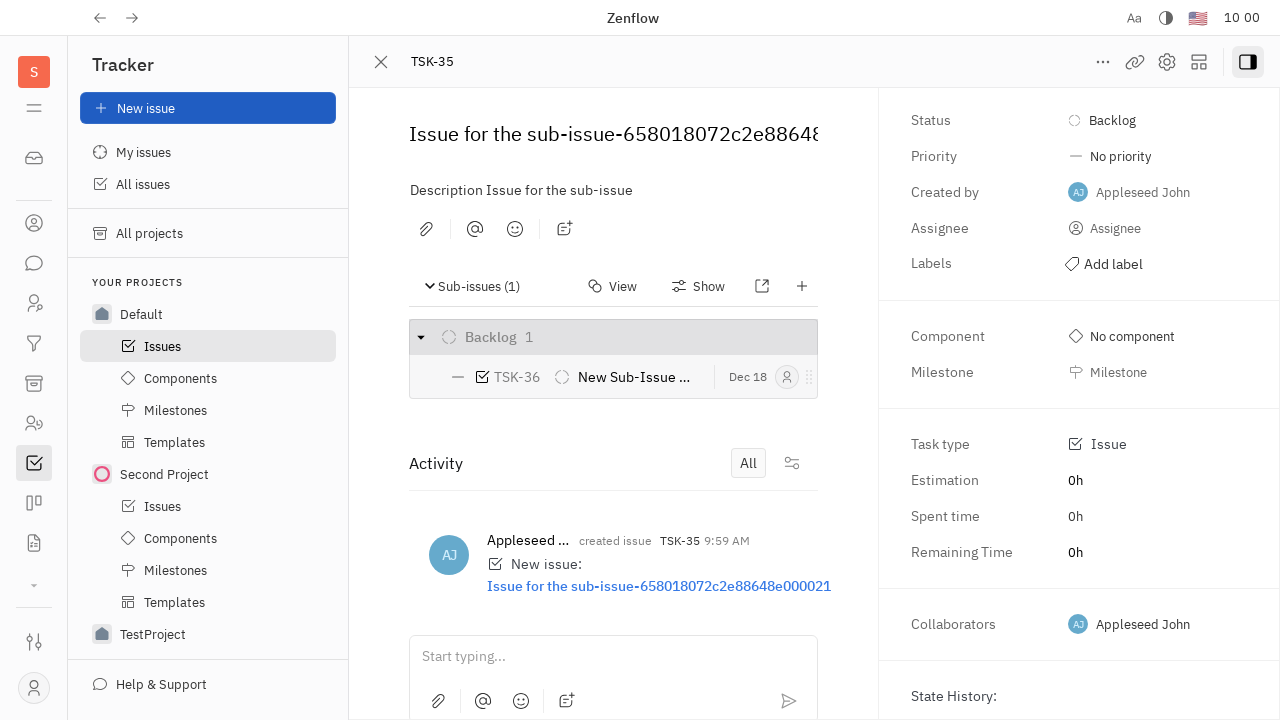 Zenflow
Aa
10 00
S
Tracker
New issue
My issues
All issues
All projects
YOUR PROJECTS
Default
Issues
Components
Milestones
Templates
Second Project
Issues
Components
Milestones
Templates
TestProject
Help & Support
TSK-35
Issue for the sub-issue-658018072c2e88648
Description Issue for the sub-issue
Sub-issues (1)
View
Show
Backlog 1
TSK-36
New Sub-Issue ...
Dec 18
Activity
All
AJ
Appleseed ... created issue TSK-35 9:59 AM
New issue:
Issue for the sub-issue-658018072c2e88648e000021
Start typing...
Status
Backlog
Priority
No priority
Created by
AJ
Appleseed John
Assignee
Assignee
Labels
Add label
Component
No component
Milestone
Milestone
Task type
Issue
Estimation
0h
Spent time
0h
Remaining Time
0h
Collaborators
AJ
Appleseed John
State History: